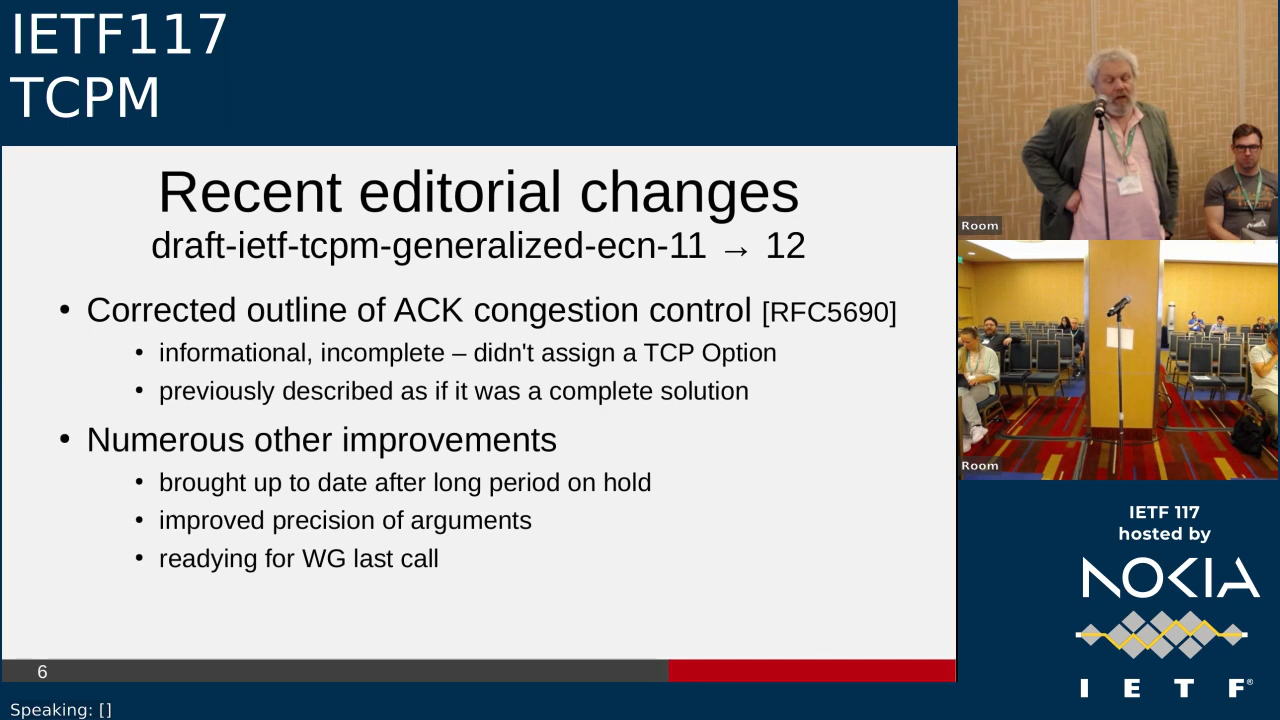 IETF117
TCPM
Recent editorial changes
draft-ietf-tcpm-generalized-ecn-11 → 12
• Corrected outline of ACK congestion control [RFC5690]
• informational, incomplete – didn't assign a TCP Option
• previously described as if it was a complete solution
• Numerous other improvements
• brought up to date after long period on hold
• improved precision of arguments
• readying for WG last call
6
Speaking: []
Room
Room
IETF 117
hosted by
NOKIA
I E T F®